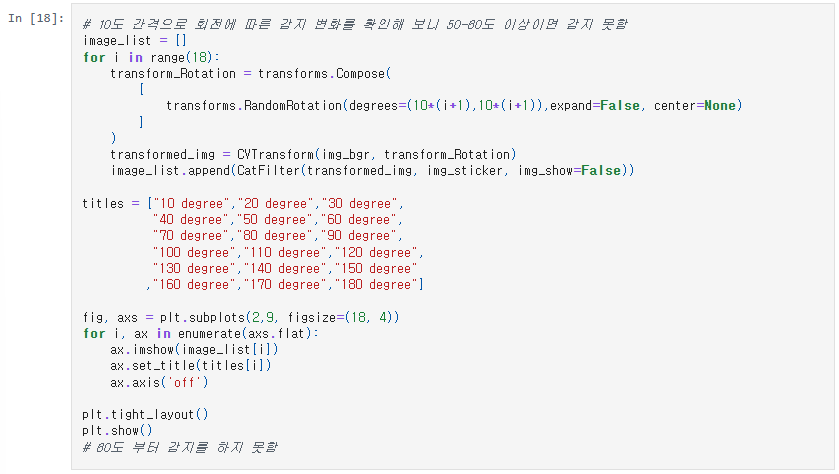 In [18]:
# 10도 간격으로 회전에 따른 감지 변화를 확인해 보니 50-60도 이상이면 감지 못함
image_list = []
for i in range(18):
    transform_Rotation = transforms.Compose(
        [
            transforms.RandomRotation(degrees=(10*(i+1),10*(i+1)),expand=False, center=None)
        ]
    )
    transformed_img = CVTransform(img_bgr, transform_Rotation)
    image_list.append(CatFilter(transformed_img, img_sticker, img_show=False))

titles = ["10 degree","20 degree","30 degree",
          "40 degree","50 degree","60 degree",
          "70 degree","80 degree","90 degree",
          "100 degree","110 degree","120 degree",
          "130 degree","140 degree","150 degree"
         ,"160 degree","170 degree","180 degree"]

fig, axs = plt.subplots(2,9, figsize=(18, 4))
for i, ax in enumerate(axs.flat):
    ax.imshow(image_list[i])
    ax.set_title(titles[i])
    ax.axis('off')

plt.tight_layout()
plt.show()
# 60도 부터 감지를 하지 못함